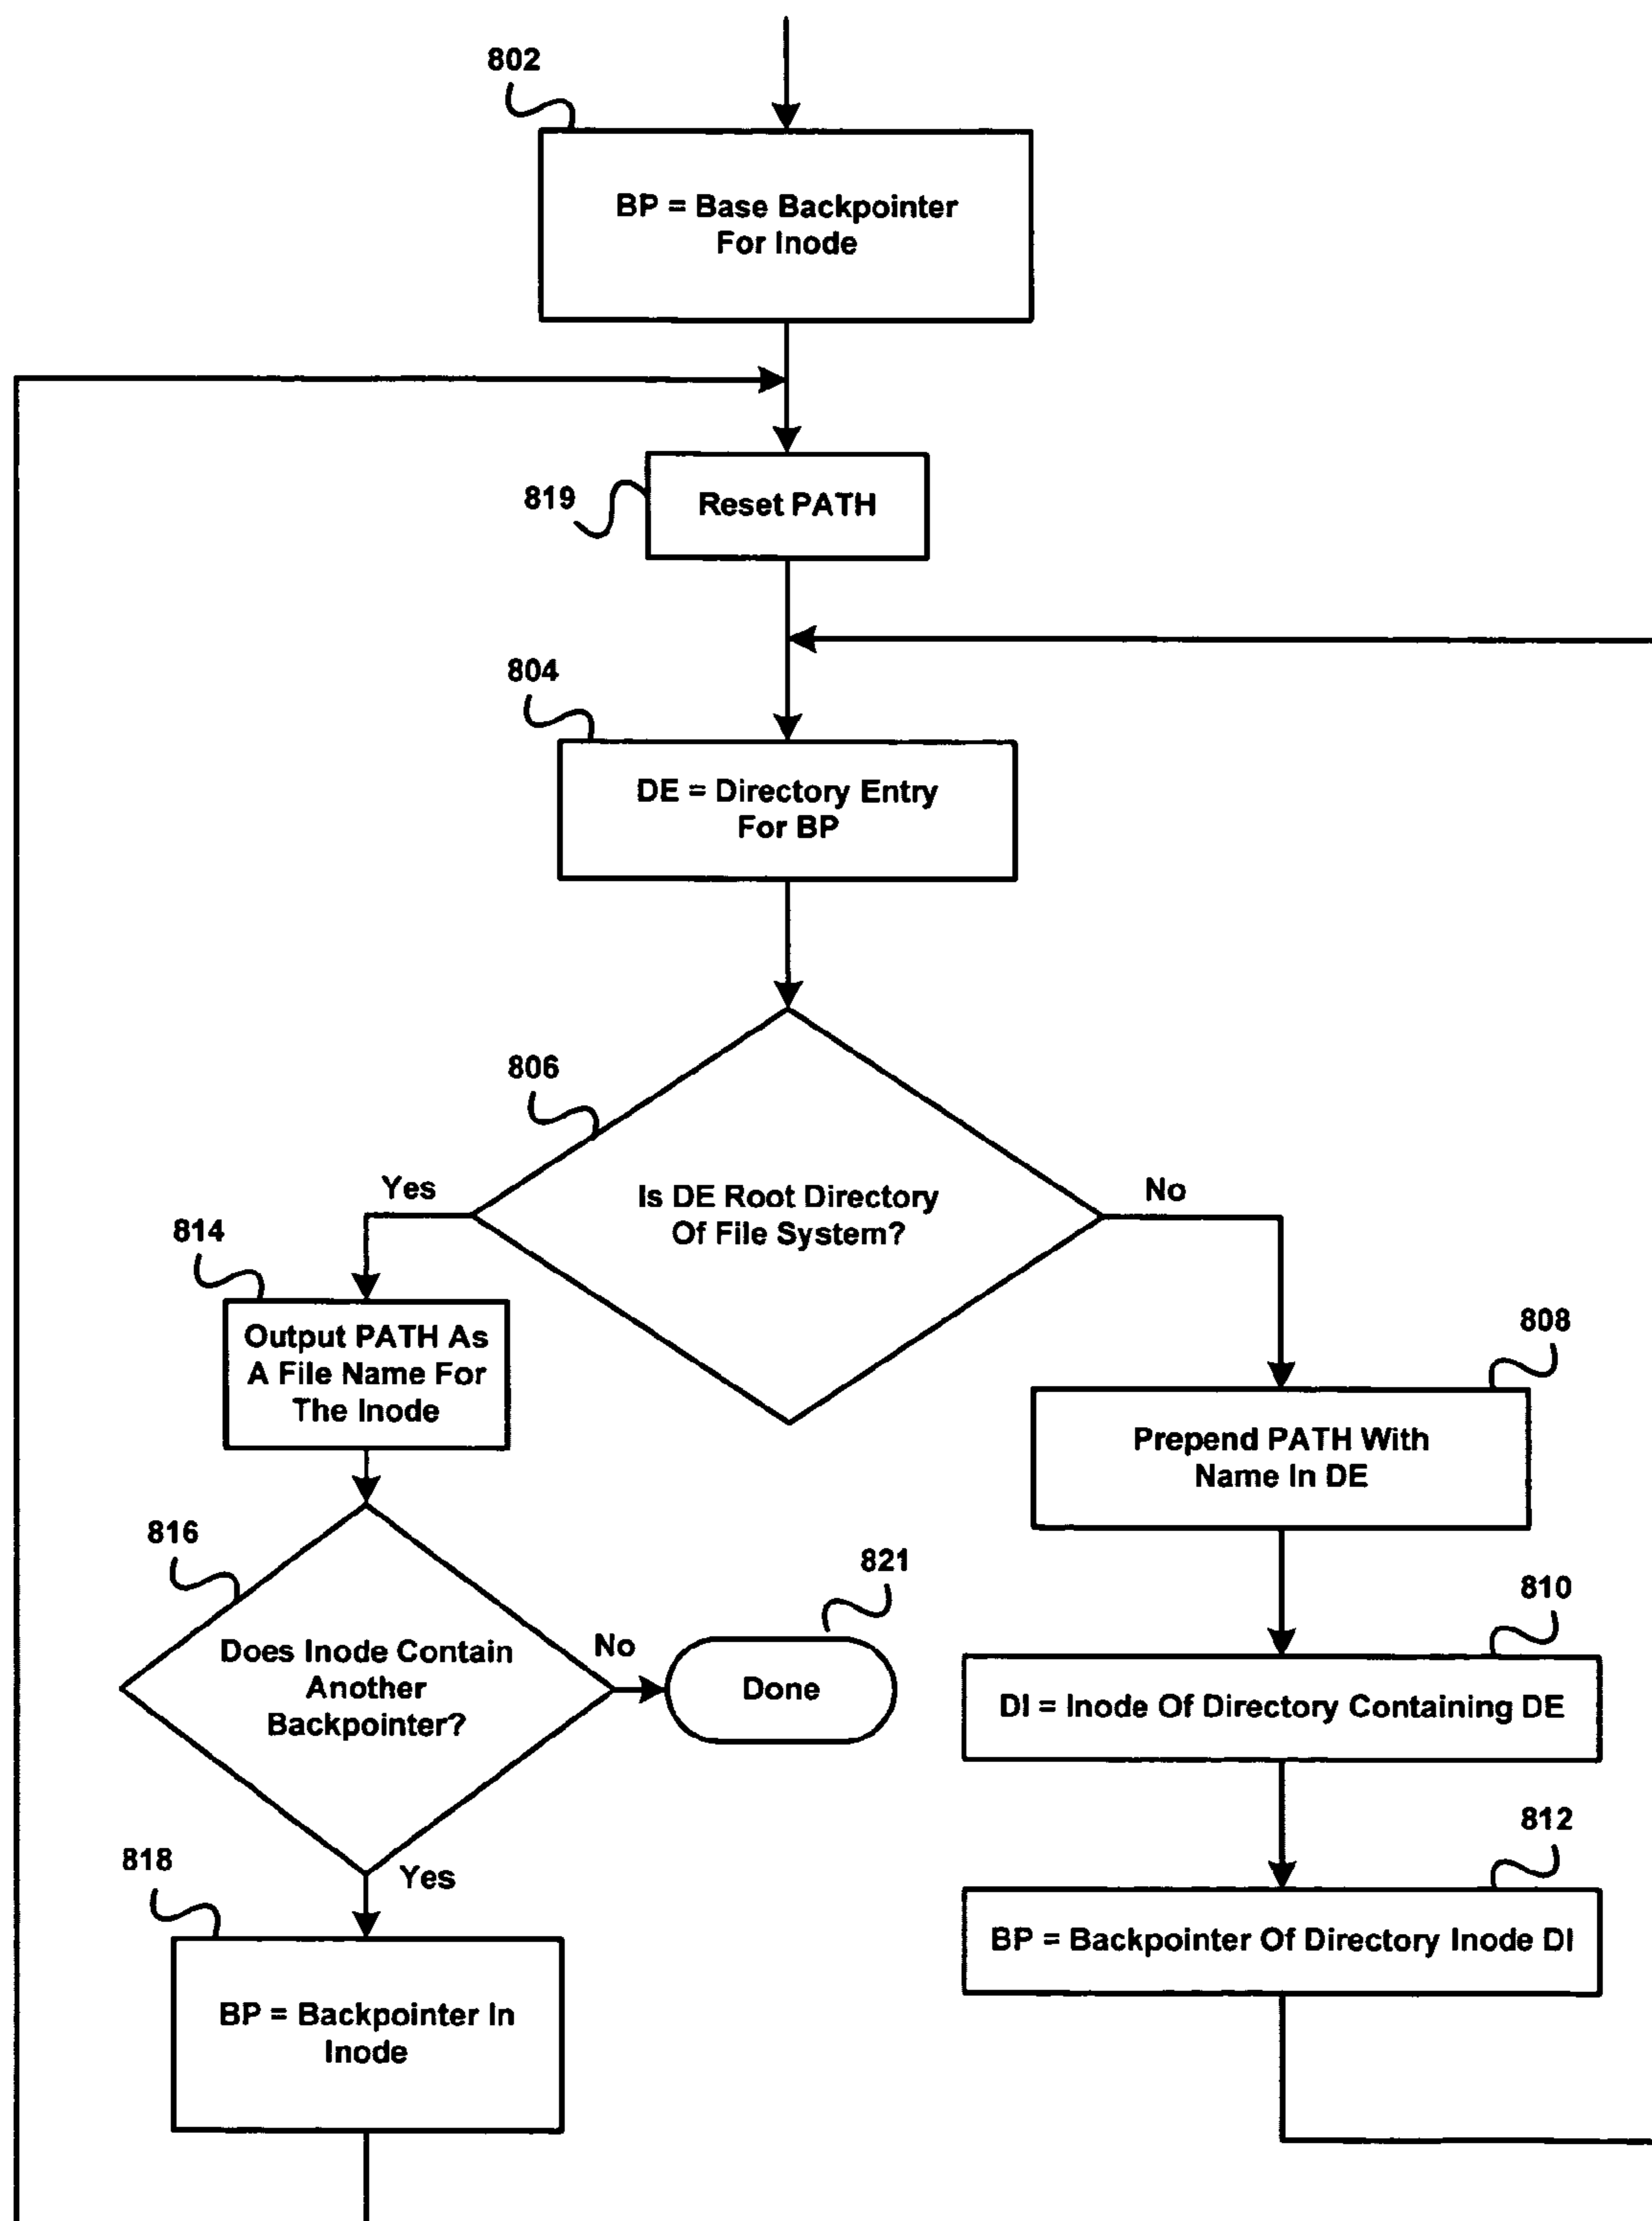 802
BP = Base Backpointer
For Inode
819
Reset PATH
804
DE = Directory Entry
For BP
806
Is DE Root Directory
Of File System?
Yes
No
814
Output PATH As
A File Name For
The Inode
808
Prepend PATH With
Name In DE
816
Does Inode Contain
Another
Backpointer?
No
821
Done
810
DI = Inode Of Directory Containing DE
812
BP = Backpointer Of Directory Inode DI
Yes
818
BP = Backpointer In
Inode